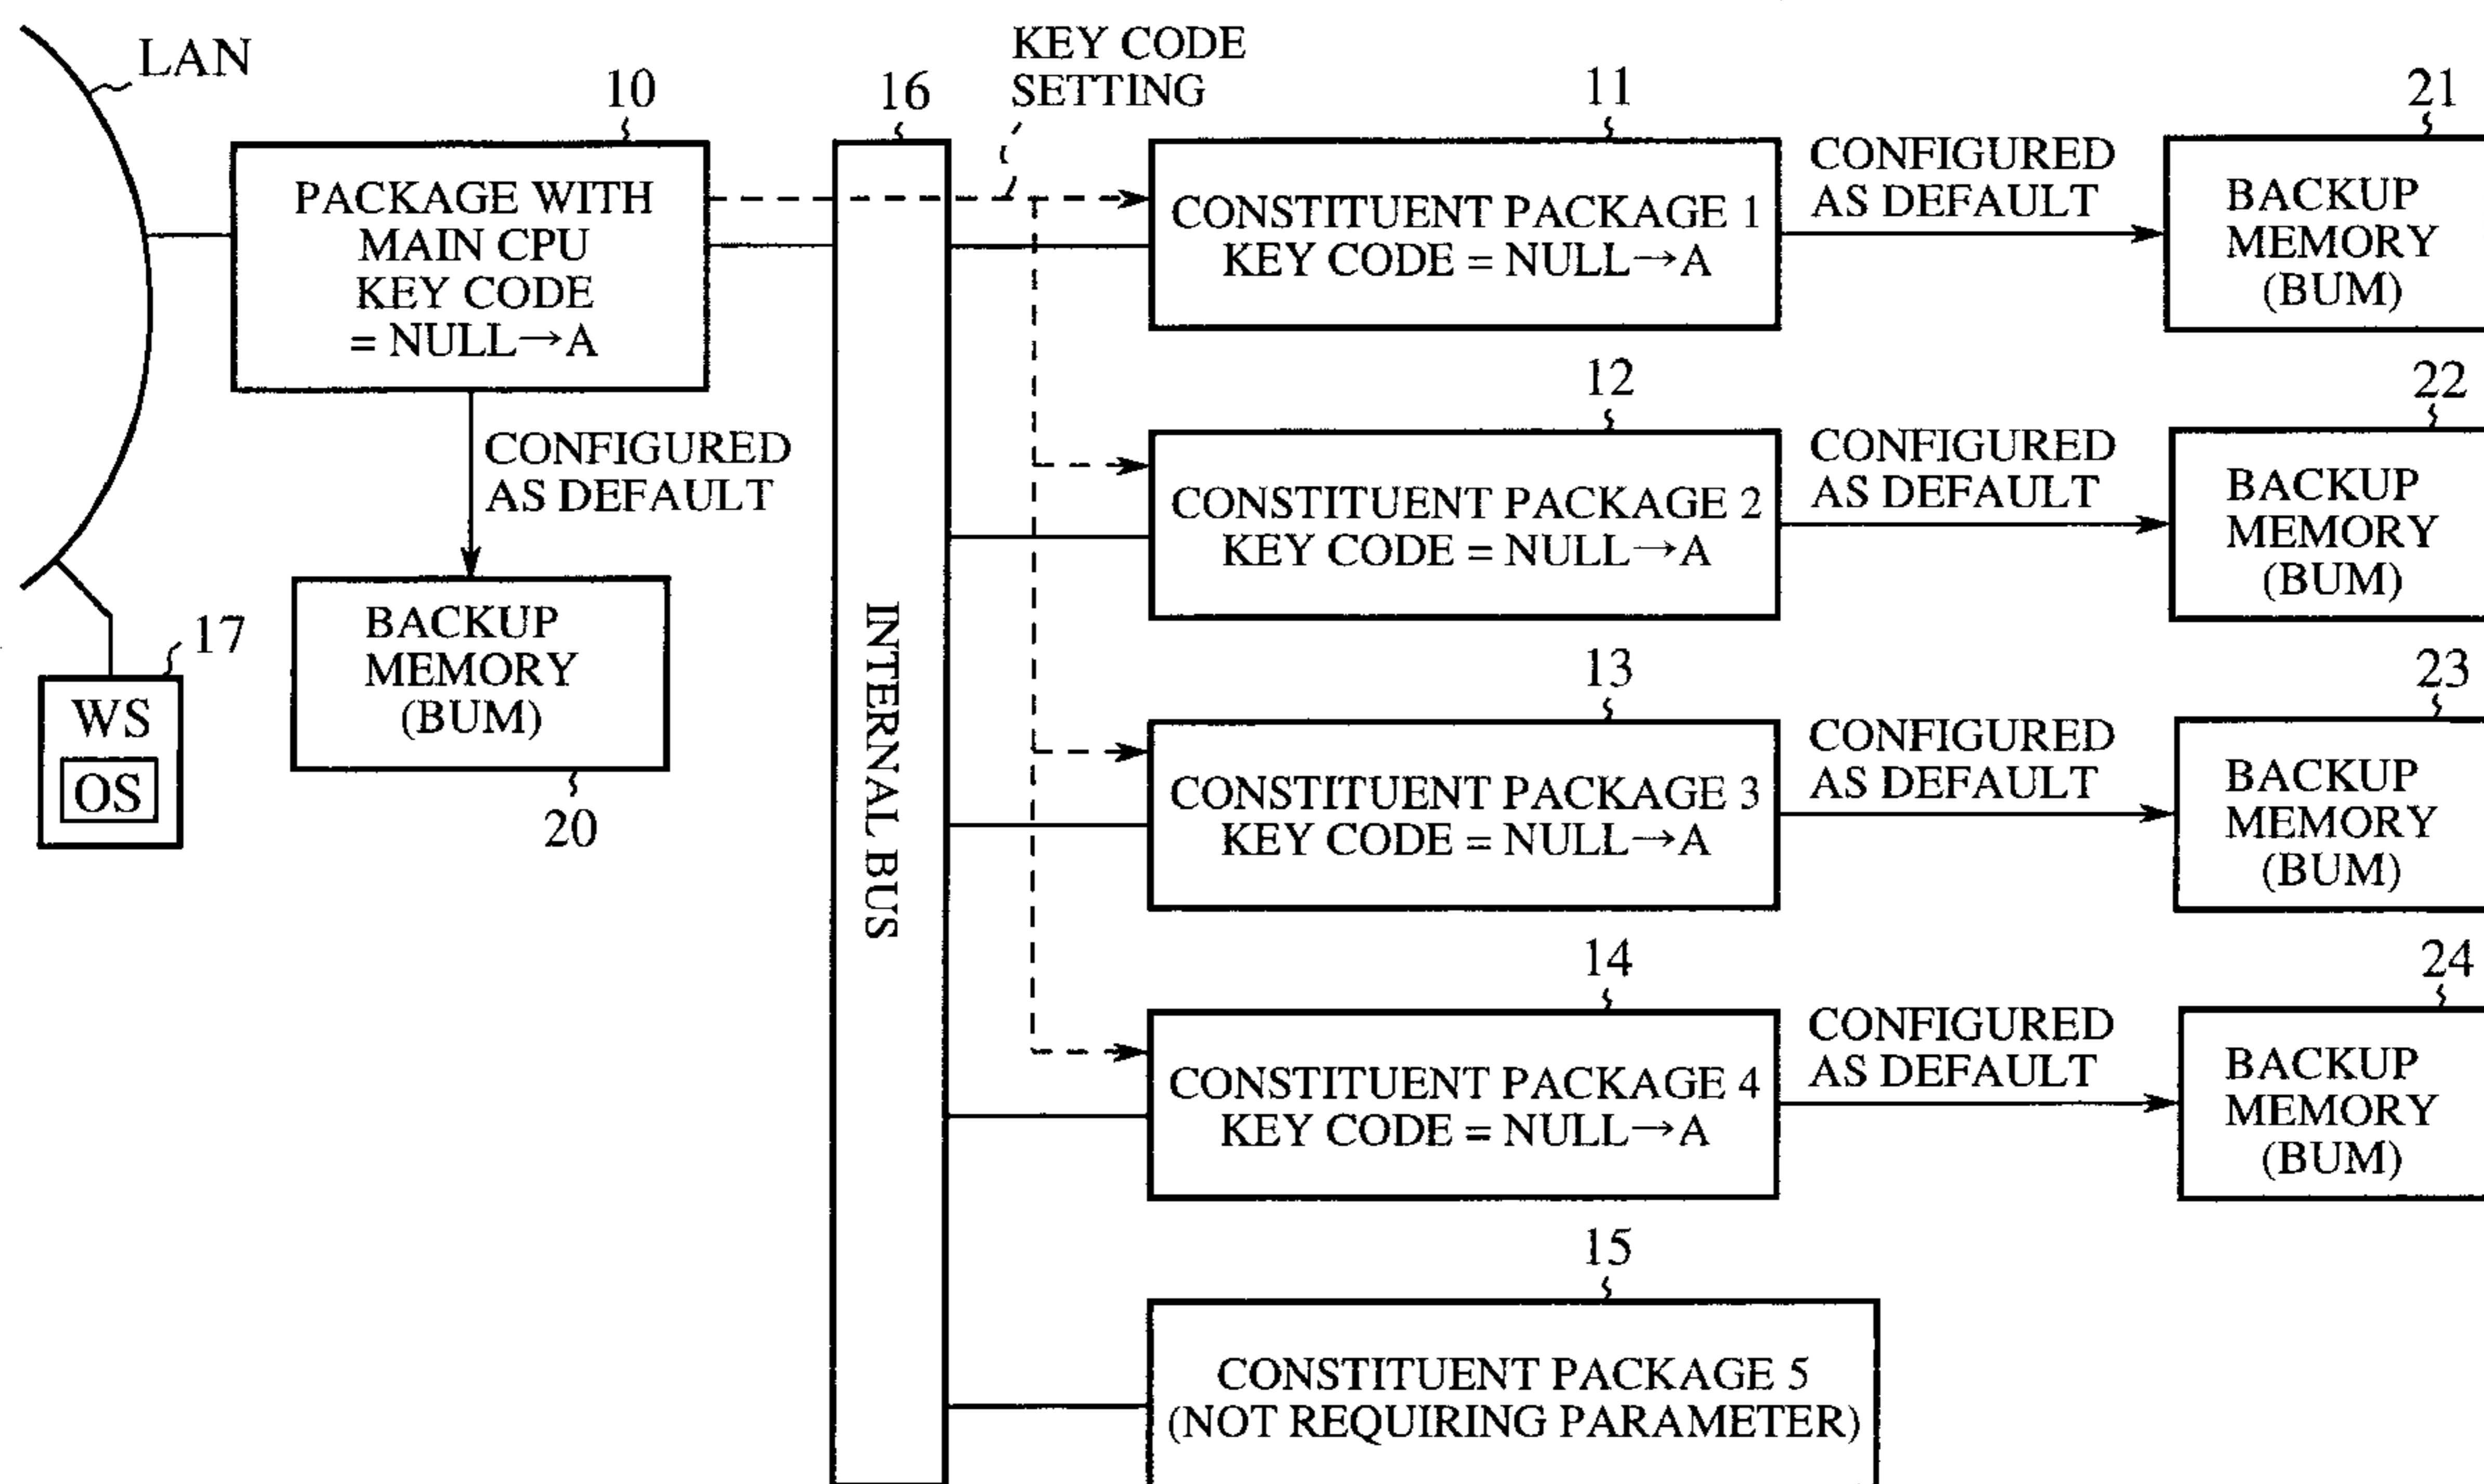 LAN
10
PACKAGE WITH
MAIN CPU
KEY CODE
= NULL→A
CONFIGURED
AS DEFAULT
BACKUP
MEMORY
(BUM)
20
17
WS
OS
16
INTERNAL BUS
KEY CODE
SETTING
11
CONSTITUENT PACKAGE 1
KEY CODE = NULL→A
CONFIGURED
AS DEFAULT
21
BACKUP
MEMORY
(BUM)
12
CONSTITUENT PACKAGE 2
KEY CODE = NULL→A
CONFIGURED
AS DEFAULT
22
BACKUP
MEMORY
(BUM)
13
CONSTITUENT PACKAGE 3
KEY CODE = NULL→A
CONFIGURED
AS DEFAULT
23
BACKUP
MEMORY
(BUM)
14
CONSTITUENT PACKAGE 4
KEY CODE = NULL→A
CONFIGURED
AS DEFAULT
24
BACKUP
MEMORY
(BUM)
15
CONSTITUENT PACKAGE 5
(NOT REQUIRING PARAMETER)